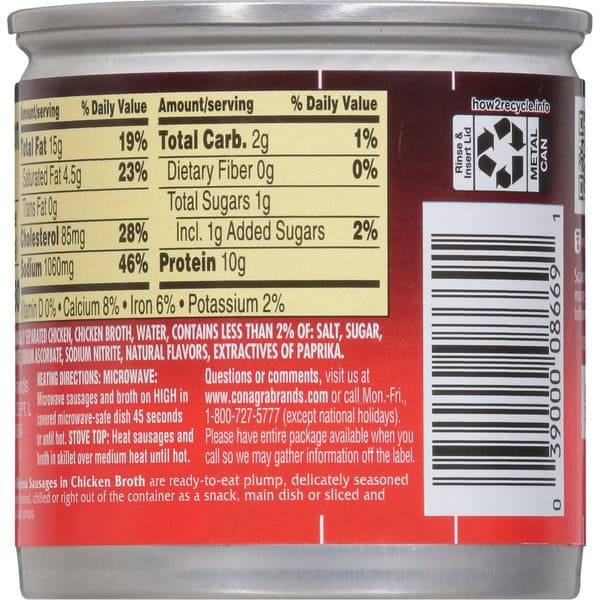 Amount/serving % Daily Value
Total Fat 15g 19%
Saturated Fat 4.5g 23%
Trans Fat 0g
Cholesterol 85mg 28%
Sodium 1060mg 46%
Amount/serving % Daily Value
Total Carb. 2g 1%
Dietary Fiber 0g 0%
Total Sugars 1g
Incl. 1g Added Sugars 2%
Protein 10g
Vitamin D 0% • Calcium 8% • Iron 6% • Potassium 2%
SEPARATED CHICKEN, CHICKEN BROTH, WATER, CONTAINS LESS THAN 2% OF: SALT, SUGAR,
SODIUM NITRITE, NATURAL FLAVORS, EXTRACTIVES OF PAPRIKA.
HEATING DIRECTIONS: MICROWAVE:
Microwave sausages and broth on HIGH in
covered microwave-safe dish 45 seconds
or until hot. STOVE TOP: Heat sausages and
broth in skillet over medium heat until hot.
Questions or comments, visit us at
www.conagrabrands.com or call Mon.-Fri.,
1-800-727-5777 (except national holidays).
Please have entire package available when you
call so we may gather information off the label.
Sausages in Chicken Broth are ready-to-eat plump, delicately seasoned
chilled or right out of the container as a snack, main dish or sliced and
soups.
how2recycle.info
Rinse &
Insert Lid
METAL
CAN
0 39000 08669 1